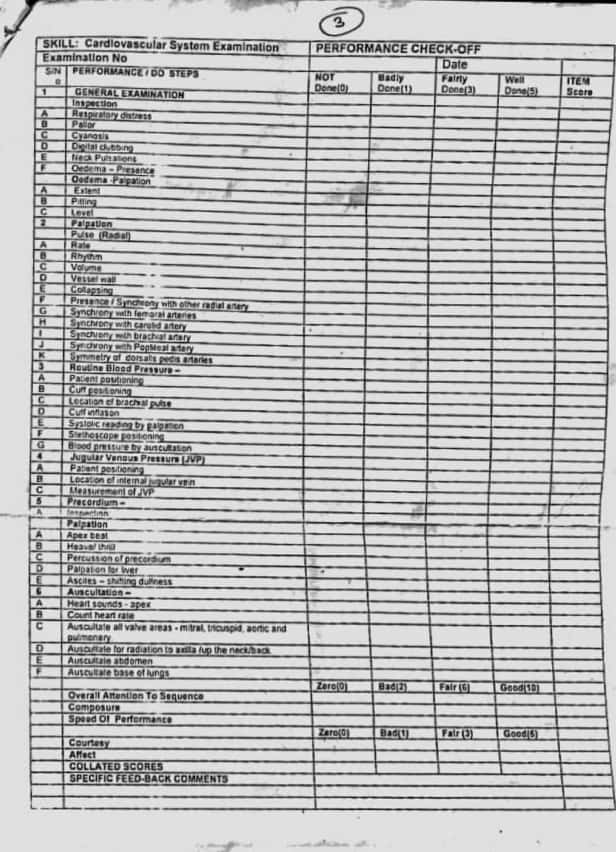 3
SKILL: Cardiovascular System Examination PERFORMANCE CHECK-OFF
Examination No Date
S/N o PERFORMANCE / DO STEPS NOT Done(0) Badly Done(1) Fairly Done(3) Well Done(5) ITEM Score
1 GENERAL EXAMINATION
Inspection
A Respiratory distress
B Pallor
C Cyanosis
D Digital clubbing
E Neck Pulsations
F Oedema – Presence
Oedema -Palpation
A Extent
B Pitting
C Level
2 Palpation
Pulse (Radial)
A Rate
B Rhythm
C Volume
D Vessel wall
E Collapsing
F Presence / Synchrony with other radial artery
G Synchrony with femoral arteries
H Synchrony with carotid artery
I Synchrony with brachial artery
J Synchrony with Popliteal artery
K Symmetry of dorsalis pedis arteries
3 Routine Blood Pressure –
A Patient positioning
B Cuff positioning
C Location of brachial pulse
D Cuff inflation
E Systolic reading by palpation
F Stethoscope positioning
G Blood pressure by auscultation
4 Jugular Venous Pressure (JVP)
A Patient positioning
B Location of internal jugular vein
C Measurement of JVP
5 Precordium –
A Inspection
Palpation
A Apex beat
B Heave/ thrill
C Percussion of precordium
D Palpation for liver
E Ascites – shifting dullness
6 Auscultation –
A Heart sounds - apex
B Count heart rate
C Auscultate all valve areas - mitral, tricuspid, aortic and
pulmonary
D Auscultate for radiation to axilla /up the neck/back
E Auscultate abdomen
F Auscultate base of lungs
Zero(0) Bad(2) Fair (6) Good(10)
Overall Attention To Sequence
Composure
Speed Of Performance
Zero(0) Bad(1) Fair (3) Good(5)
Courtesy
Affect
COLLATED SCORES
SPECIFIC FEED-BACK COMMENTS